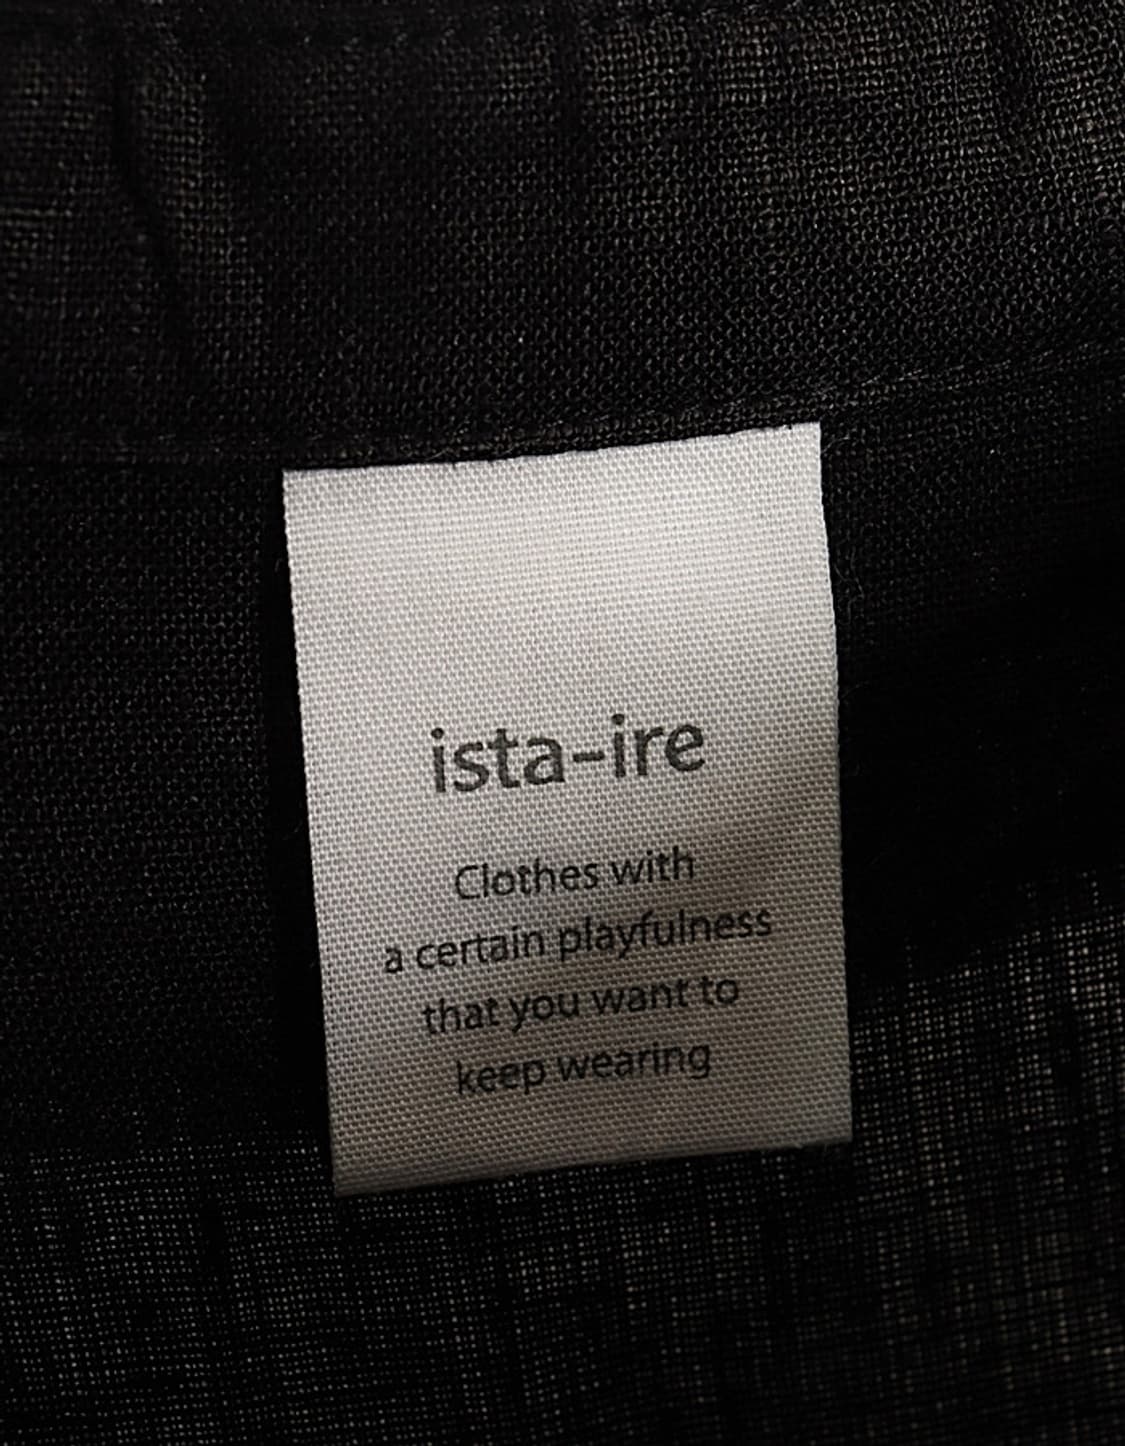 ista-ire
Clothes with
a certain playfulness
that you want to
keep wearing